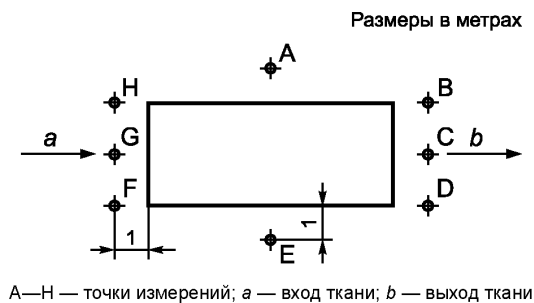 Размеры в метрах
A
H
B
a
G
C
b
F
D
1
1
E
A—H — точки измерений; a — вход ткани; b — выход ткани